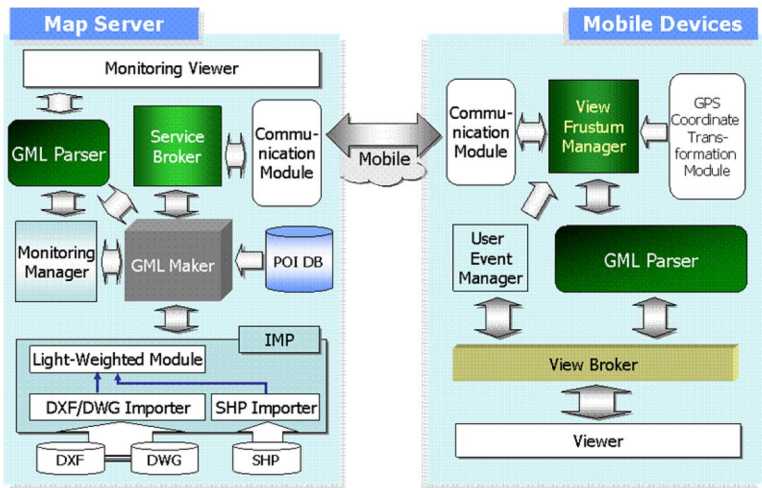 Map Server
Monitoring Viewer
GML Parser
Service
Broker
Commu-
nication
Module
Monitoring
Manager
GML Maker
POI DB
IMP
Light-Weighted Module
DXF/DWG Importer
SHP Importer
DXF
DWG
SHP
Mobile
Mobile Devices
Commu-
nication
Module
View
Frustum
Manager
GPS
Coordinate
Trans-
formation
Module
User
Event
Manager
GML Parser
View Broker
Viewer